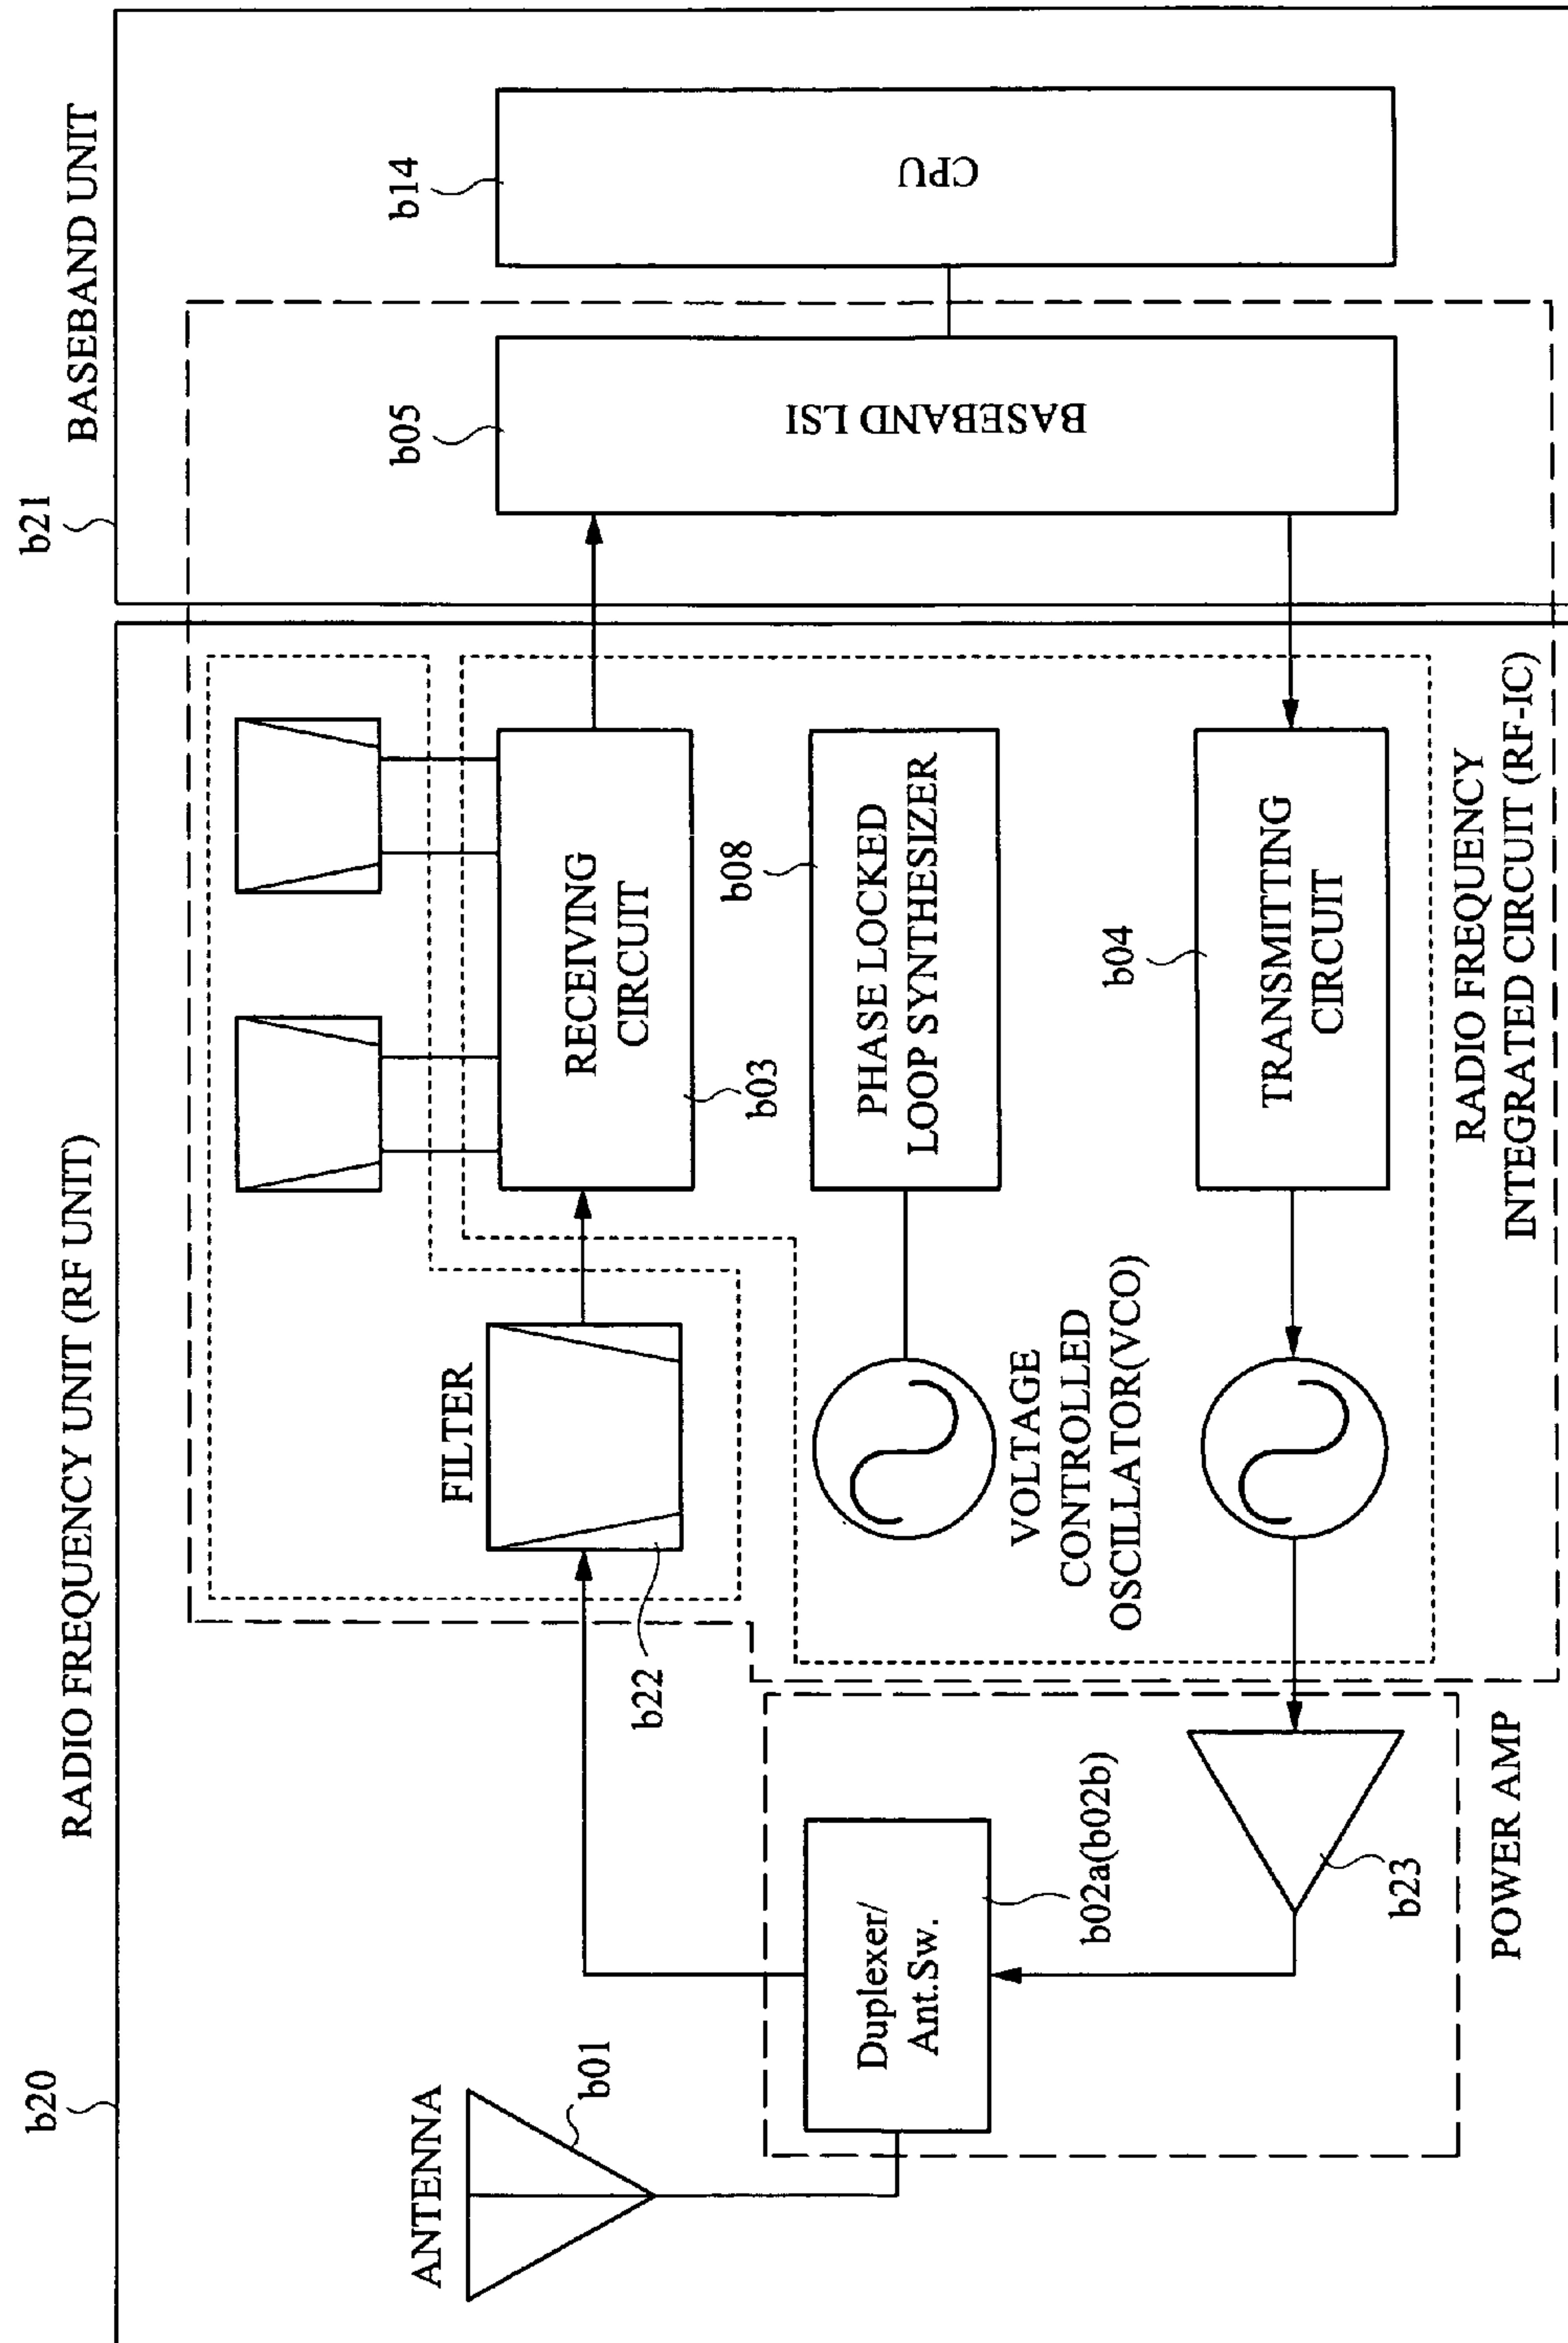 b20
RADIO FREQUENCY UNIT (RF UNIT)
b21
BASEBAND UNIT
ANTENNA
b01
FILTER
b22
RECEIVING
CIRCUIT
b03
b05
BASEBAND LSI
b14
CPU
Duplexer/
Ant.Sw.
b02a(b02b)
VOLTAGE
CONTROLLED
OSCILLATOR(VCO)
b08
PHASE LOCKED
LOOP SYNTHESIZER
b04
TRANSMITTING
CIRCUIT
b23
POWER AMP
RADIO FREQUENCY
INTEGRATED CIRCUIT (RF-IC)